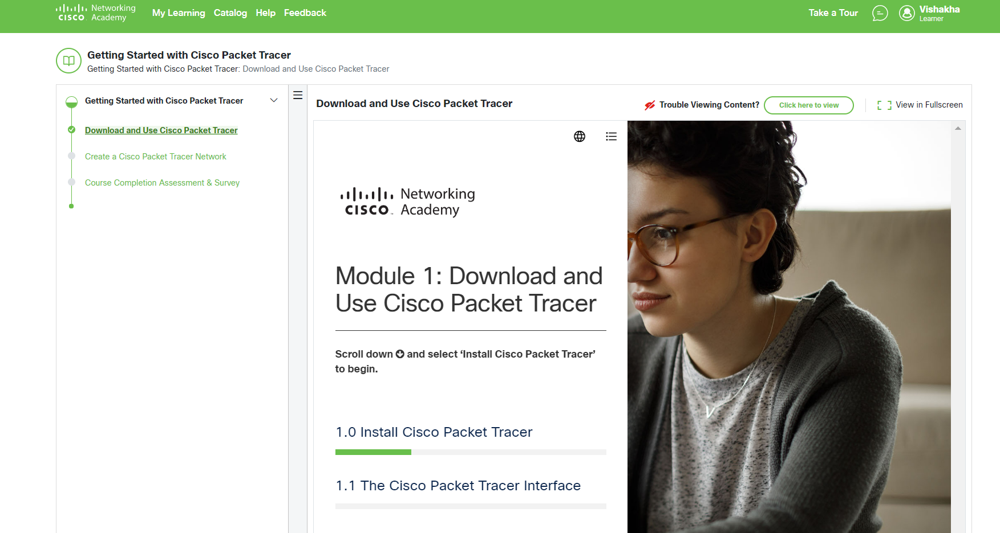 Networking
CISCO Academy
My Learning Catalog Help Feedback
Take a Tour
Vishakha
Learner
Getting Started with Cisco Packet Tracer
Getting Started with Cisco Packet Tracer: Download and Use Cisco Packet Tracer
Getting Started with Cisco Packet Tracer
Download and Use Cisco Packet Tracer
Create a Cisco Packet Tracer Network
Course Completion Assessment & Survey
Download and Use Cisco Packet Tracer
Trouble Viewing Content? Click here to view View in Fullscreen
Networking
CISCO Academy
Module 1: Download and
Use Cisco Packet Tracer
Scroll down and select ‘Install Cisco Packet Tracer’
to begin.
1.0 Install Cisco Packet Tracer
1.1 The Cisco Packet Tracer Interface